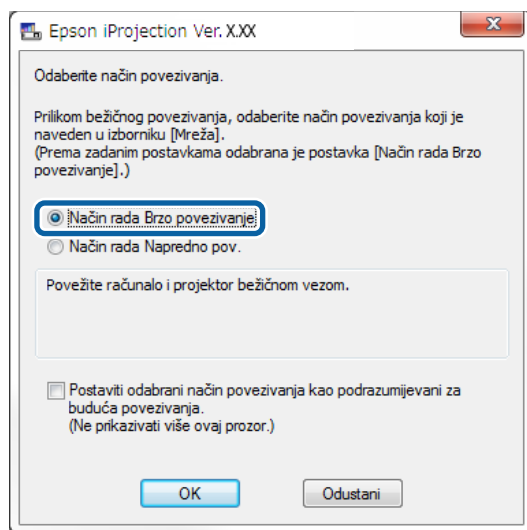 Epson iProjection Ver. X.XX
Odaberite način povezivanja.
Prilikom bežičnog povezivanja, odaberite način povezivanja koji je
naveden u izborniku [Mreža].
(Prema zadanim postavkama odabrana je postavka [Način rada Brzo
povezivanje].)
Način rada Brzo povezivanje
Način rada Napredno pov.
Povežite računalo i projektor bežičnom vezom.
Postaviti odabrani način povezivanja kao podrazumijevani za
buduća povezivanja.
(Ne prikazivati više ovaj prozor.)
OK Odustani